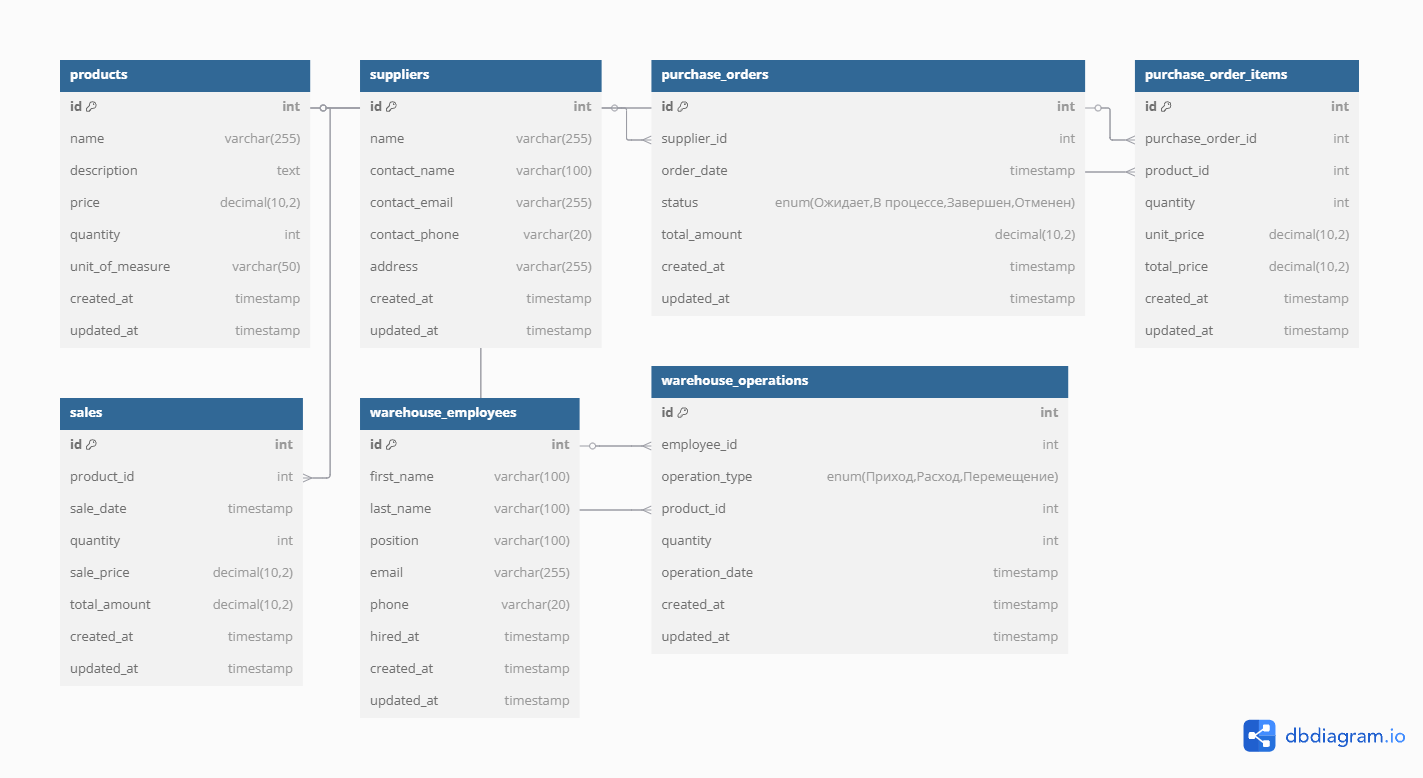 products
id int
name varchar(255)
description text
price decimal(10,2)
quantity int
unit_of_measure varchar(50)
created_at timestamp
updated_at timestamp
suppliers
id int
name varchar(255)
contact_name varchar(100)
contact_email varchar(255)
contact_phone varchar(20)
address varchar(255)
created_at timestamp
updated_at timestamp
purchase_orders
id int
supplier_id int
order_date timestamp
status enum(Ожидает,В процессе,Завершен,Отменен)
total_amount decimal(10,2)
created_at timestamp
updated_at timestamp
purchase_order_items
id int
purchase_order_id int
product_id int
quantity int
unit_price decimal(10,2)
total_price decimal(10,2)
created_at timestamp
updated_at timestamp
sales
id int
product_id int
sale_date timestamp
quantity int
sale_price decimal(10,2)
total_amount decimal(10,2)
created_at timestamp
updated_at timestamp
warehouse_employees
id int
first_name varchar(100)
last_name varchar(100)
position varchar(100)
email varchar(255)
phone varchar(20)
hired_at timestamp
created_at timestamp
updated_at timestamp
warehouse_operations
id int
employee_id int
operation_type enum(Приход,Расход,Перемещение)
product_id int
quantity int
operation_date timestamp
created_at timestamp
updated_at timestamp
dbdiagram.io